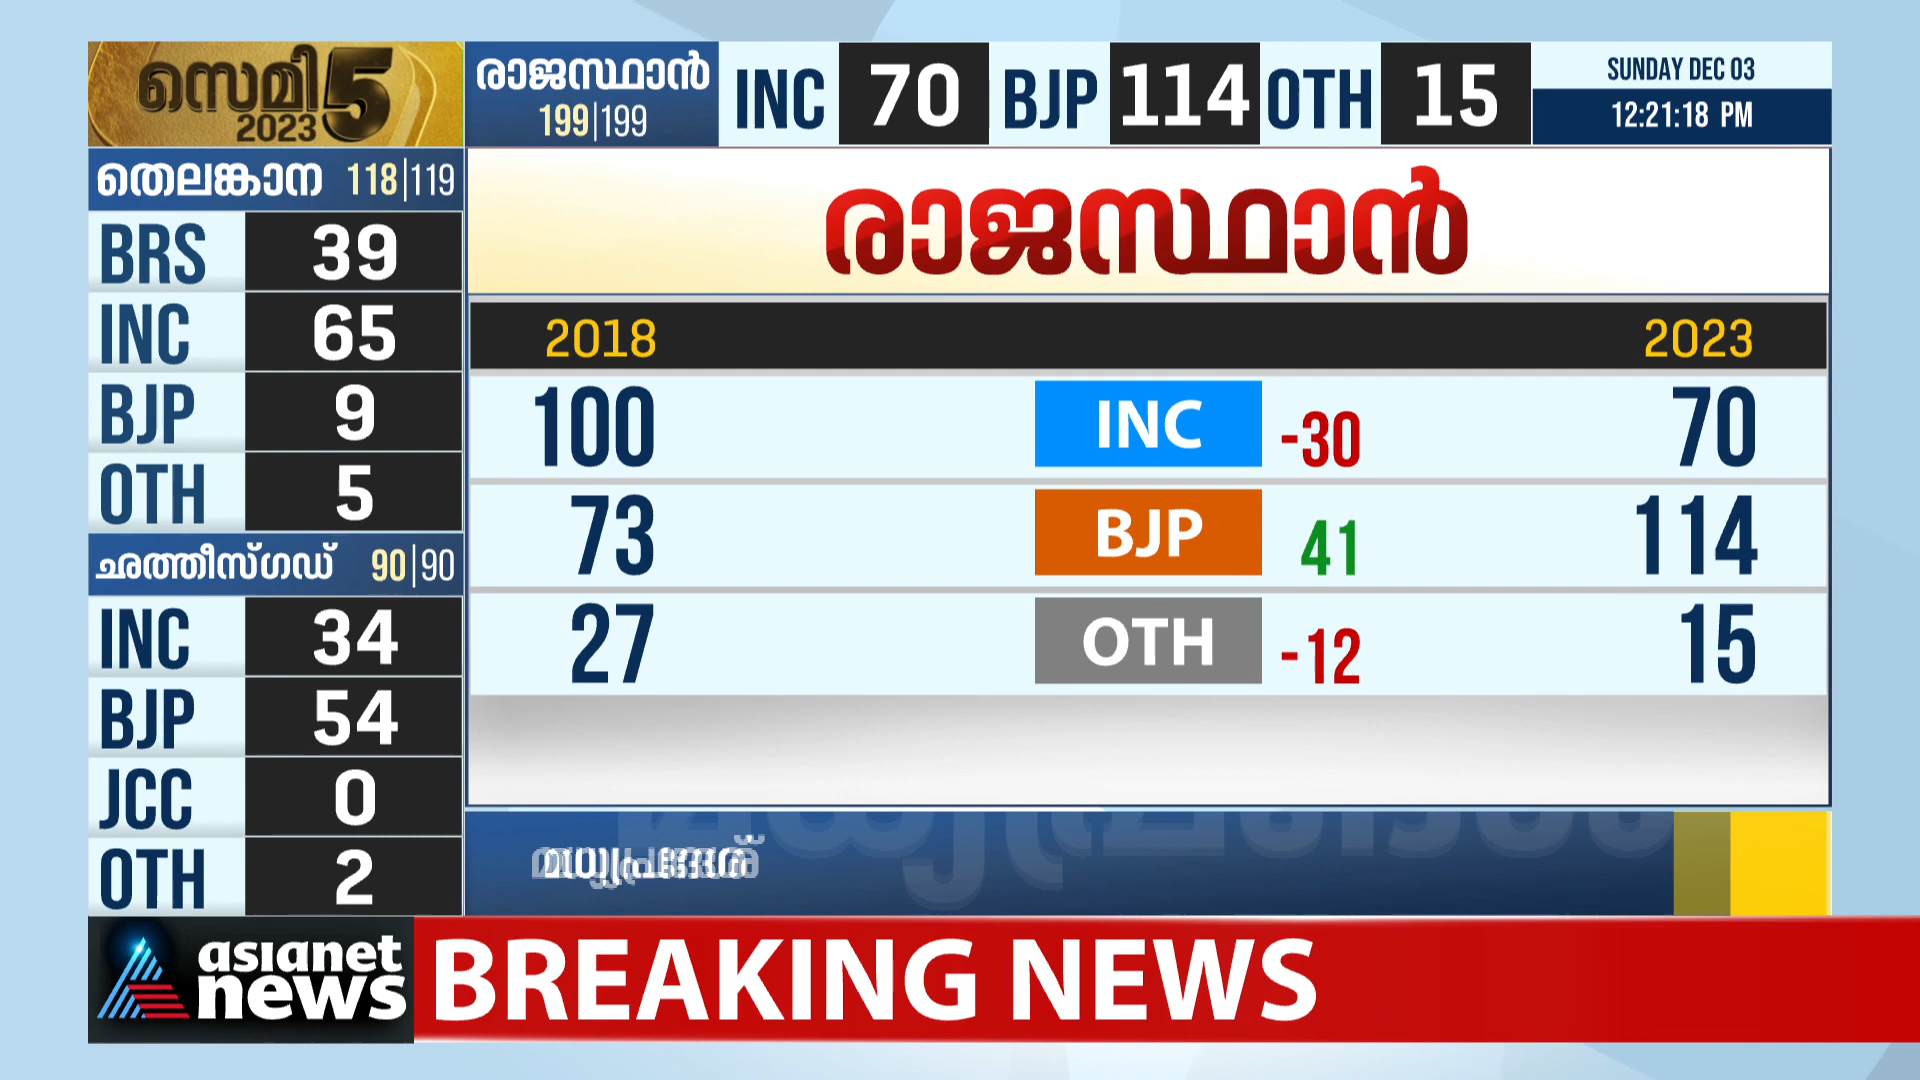 സെമി 5
2023
രാജസ്ഥാൻ
199|199
INC 70 BJP 114 OTH 15
SUNDAY DEC 03
12:21:18 PM
തെലങ്കാന 118|119
BRS 39
INC 65
BJP 9
OTH 5
ഛത്തീസ്ഗഡ് 90|90
INC 34
BJP 54
JCC 0
OTH 2
രാജസ്ഥാൻ
2018 2023
100 INC -30 70
73 BJP 41 114
27 OTH -12 15
asianet
news
BREAKING NEWS